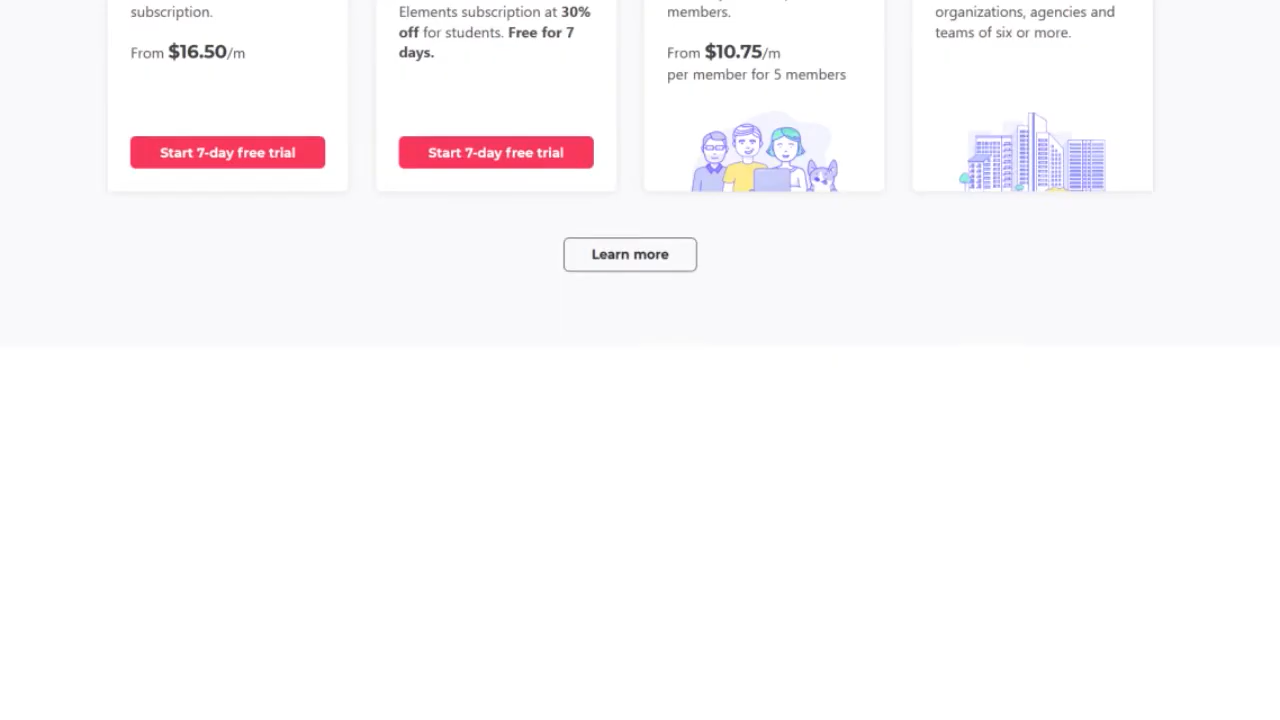 subscription.
From $16.50/m
Start 7-day free trial
Elements subscription at 30%
off for students. Free for 7
days.
Start 7-day free trial
members.
From $10.75/m
per member for 5 members
organizations, agencies and
teams of six or more.
Learn more